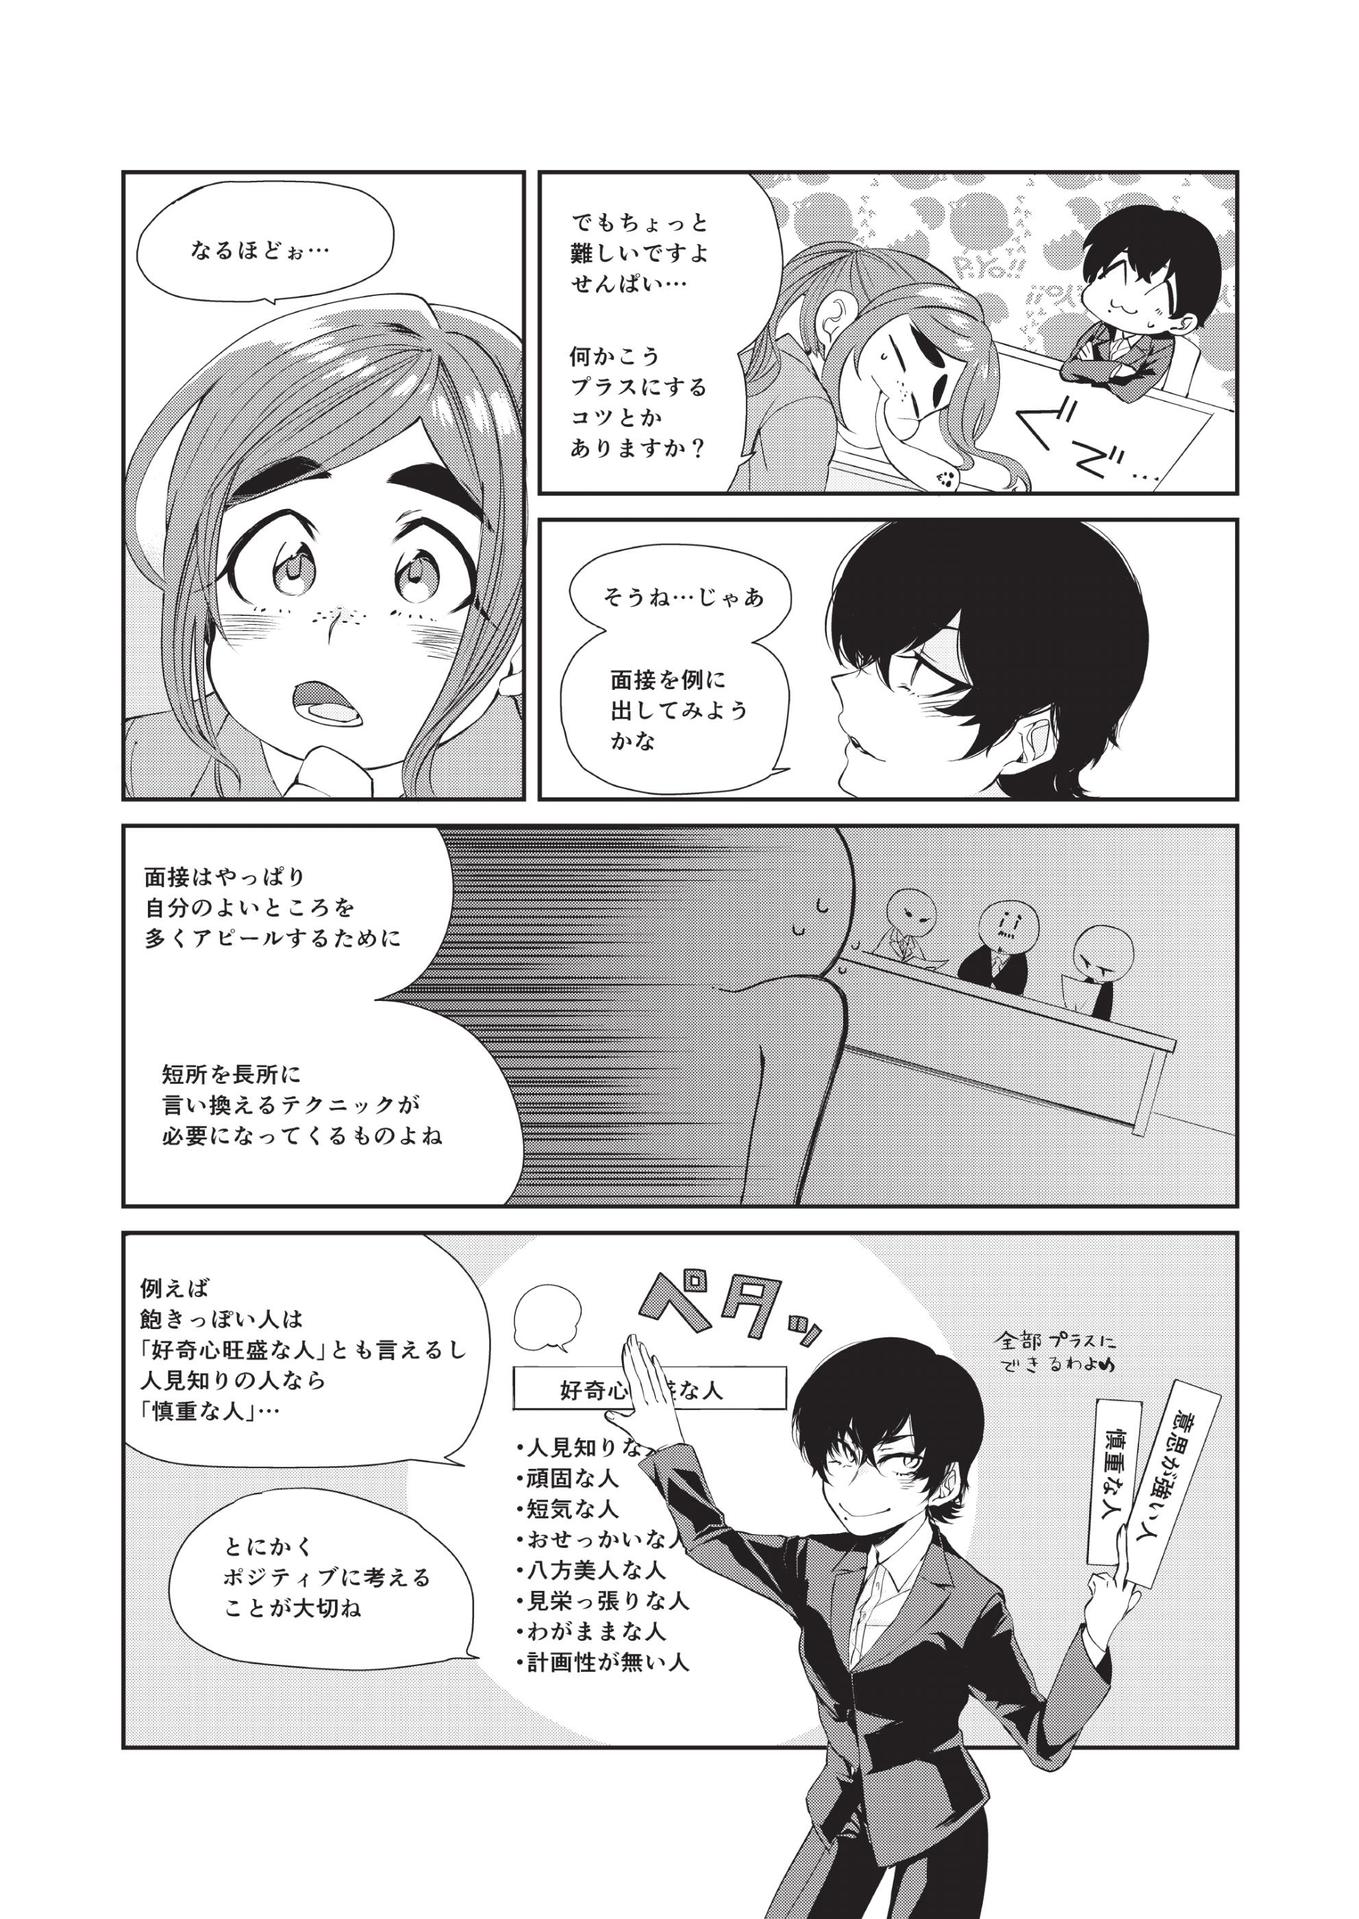 でもちょっと
難しいですよ
せんぱい…
何かこう
プラスにする
コツとか
ありますか？
P.Yo!!
ぐで…
そうね…じゃあ
面接を例に
出してみよう
かな
なるほどぉ…
面接はやっぱり
自分のよいところを
多くアピールするために
短所を長所に
言い換えるテクニックが
必要になってくるものよね
例えば
飽きっぽい人は
「好奇心旺盛な人」とも言えるし
人見知りの人なら
「慎重な人」…
とにかく
ポジティブに考える
ことが大切ね
ペタッ
好奇心 な人
・人見知りな
・頑固な人
・短気な人
・おせっかいな人
・八方美人な人
・見栄っ張りな人
・わがままな人
・計画性が無い人
全部プラスに
できるわよ
慎重な人
意思が強い人